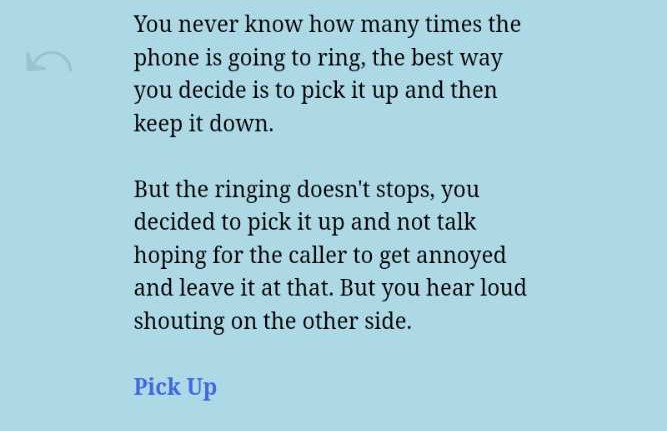 You never know how many times the
phone is going to ring, the best way
you decide is to pick it up and then
keep it down.
But the ringing doesn't stops, you
decided to pick it up and not talk
hoping for the caller to get annoyed
and leave it at that. But you hear loud
shouting on the other side.
Pick Up